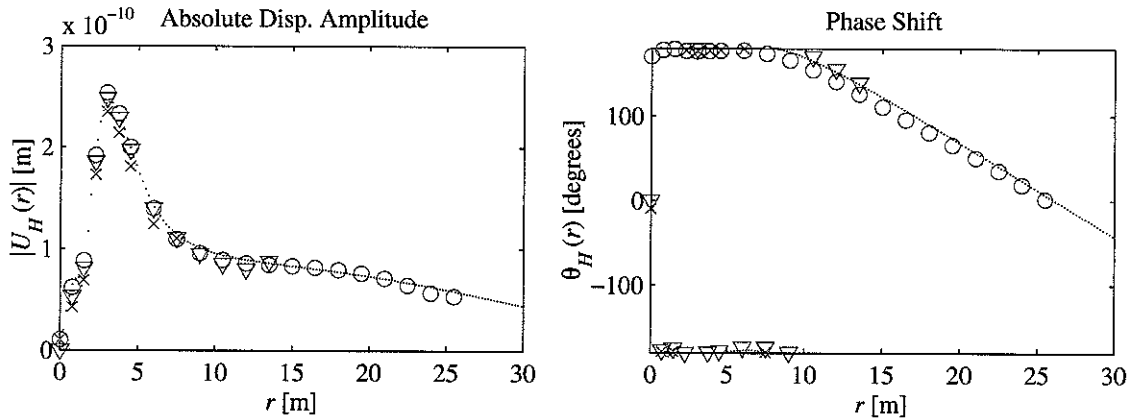 Absolute Disp. Amplitude
x 10⁻¹⁰
3
2
1
0
|U_H(r)| [m]
0 5 10 15 20 25 30
r [m]
Phase Shift
100
0
−100
θ_H(r) [degrees]
0 5 10 15 20 25 30
r [m]